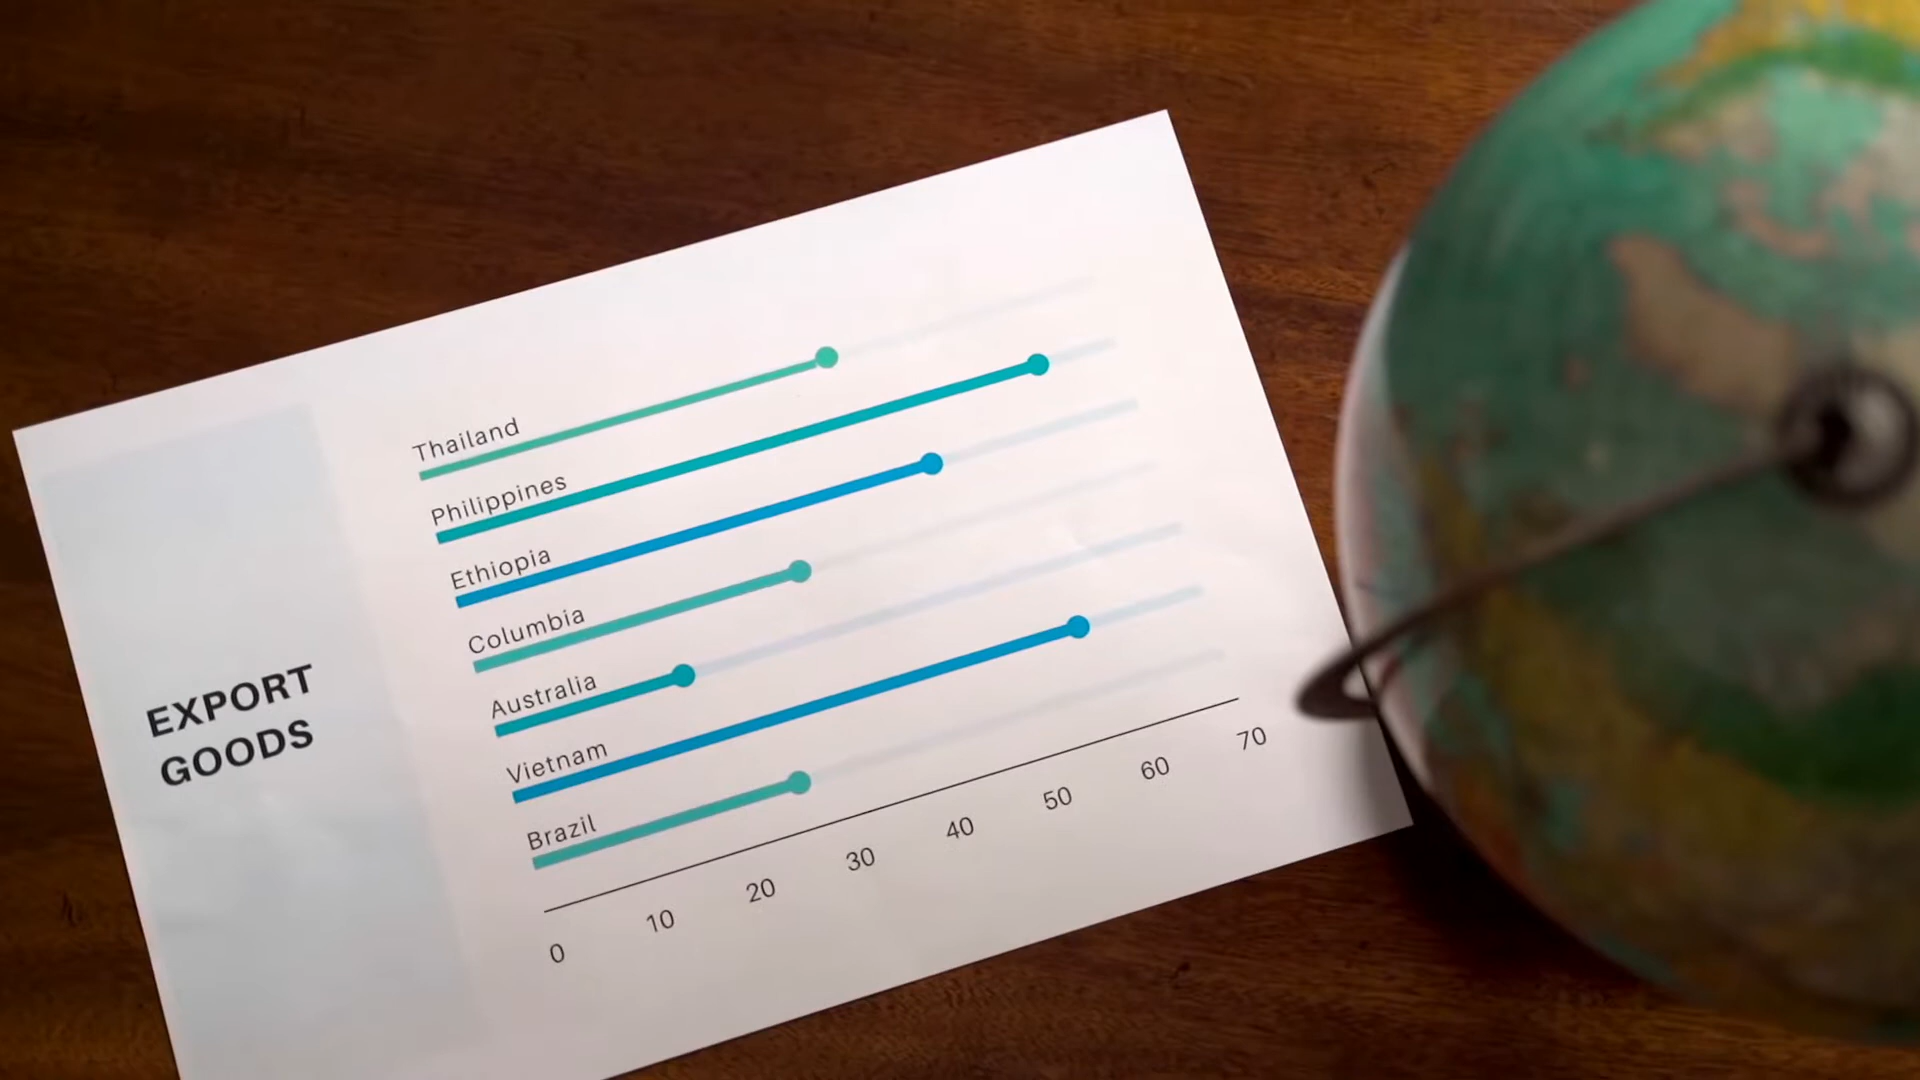 EXPORT
GOODS
Thailand
Philippines
Ethiopia
Columbia
Australia
Vietnam
Brazil
0 10 20 30 40 50 60 70